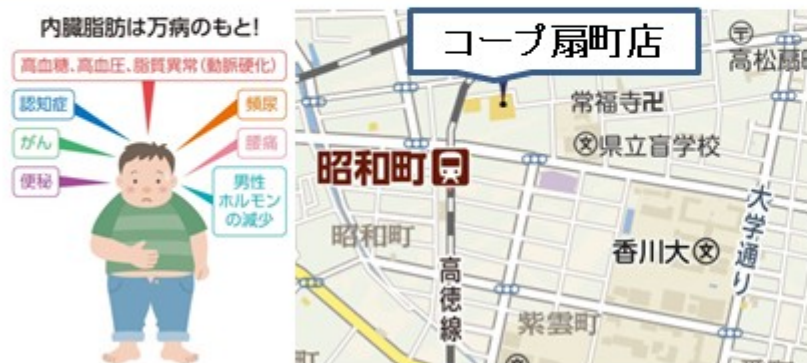 内臓脂肪は万病のもと!
高血糖、高血圧、脂質異常(動脈硬化)
認知症
頻尿
がん
腰痛
便秘
男性
ホルモン
の減少
コープ扇町店
高松扇町
常福寺卍
県立盲学校
昭和町
昭和町
香川大
大学通り
高徳線
紫雲町
町